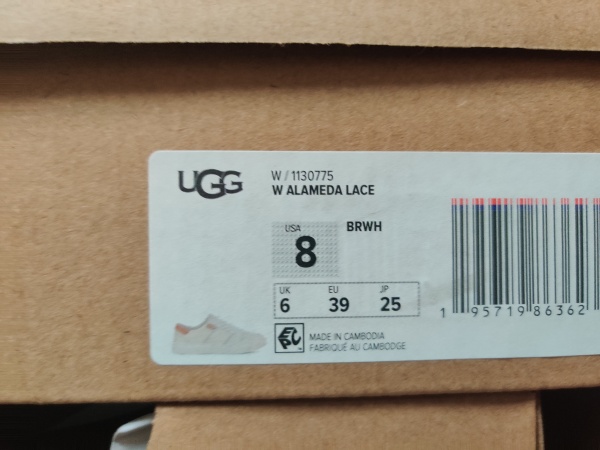 UGG
W / 1130775
W ALAMEDA LACE
USA
8
BRWH
UK EU JP
6 39 25
MADE IN CAMBODIA
FABRIQUÉ AU CAMBODGE
1 95719 86362